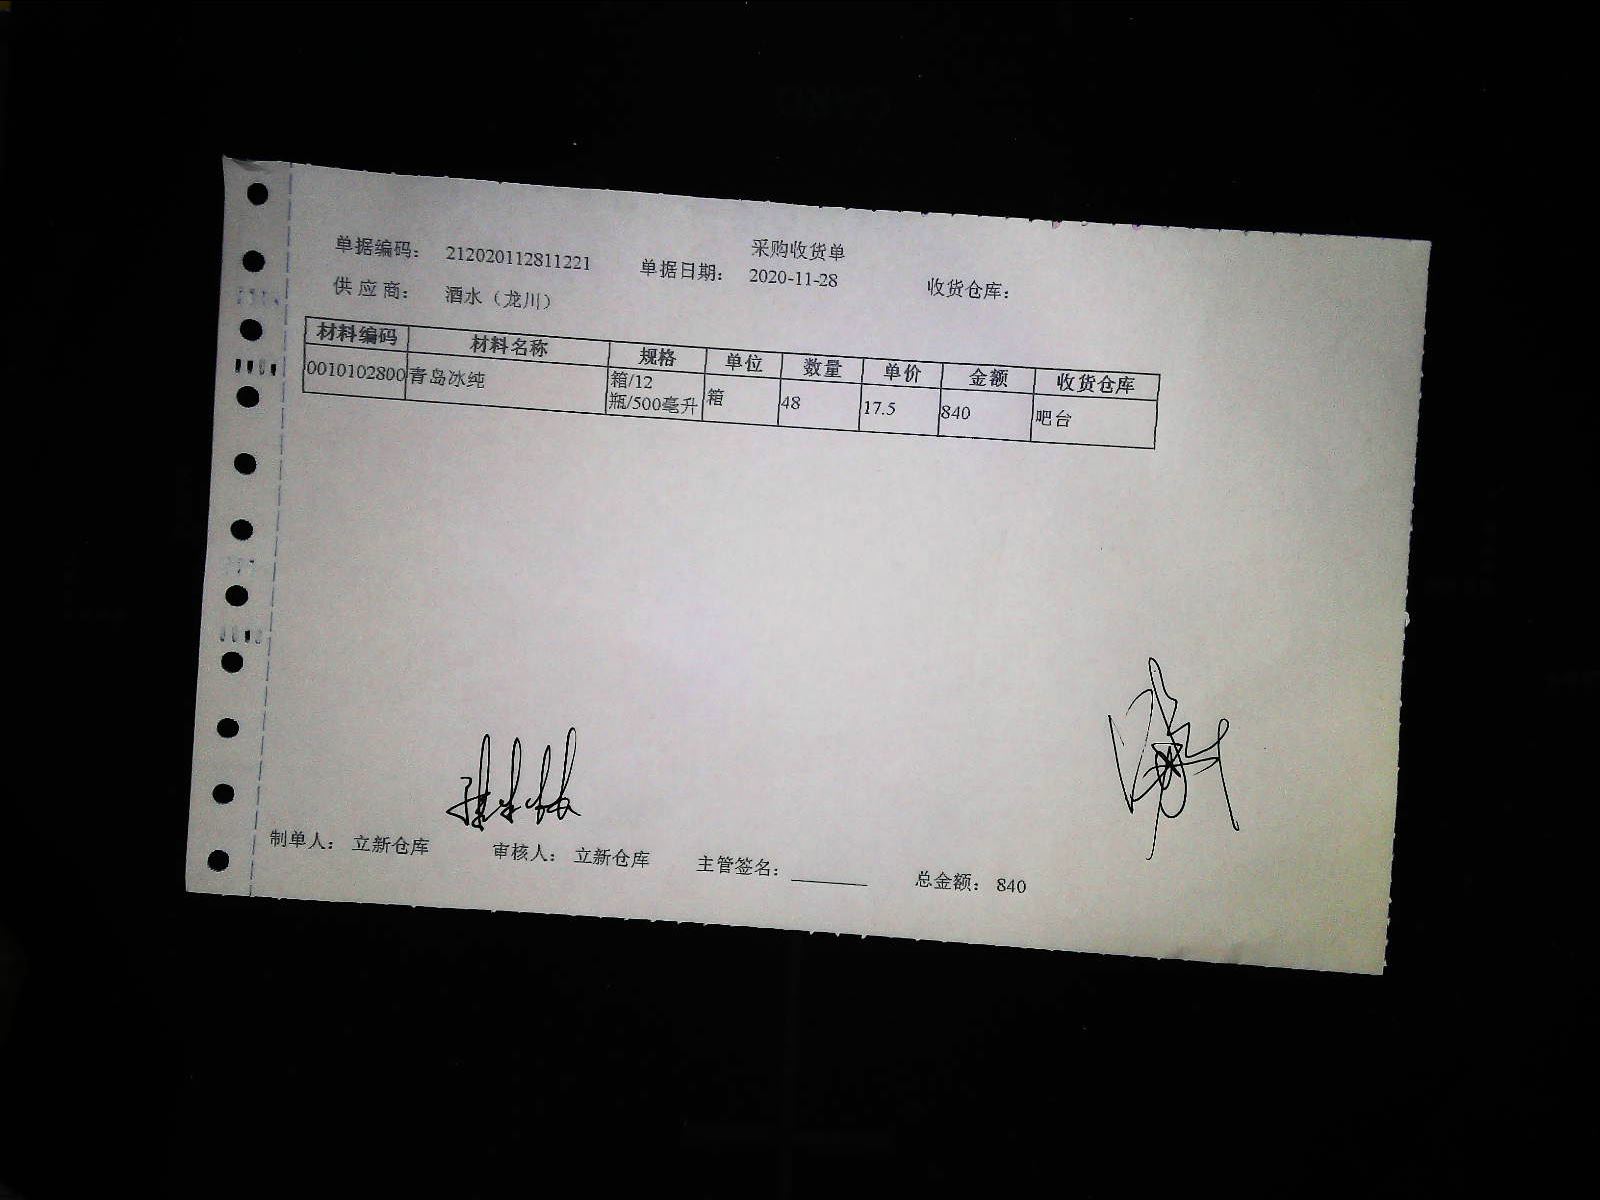 采购收货单
单据编码： 212020112811221 单据日期： 2020-11-28 收货仓库：
供 应 商： 酒水（龙川）
材料编码 材料名称 规格 单位 数量 单价 金额 收货仓库
0010102800 青岛冰纯 箱/12 箱 48 17.5 840 吧台
瓶/500毫升
制单人： 立新仓库 审核人： 立新仓库 主管签名： 总金额： 840